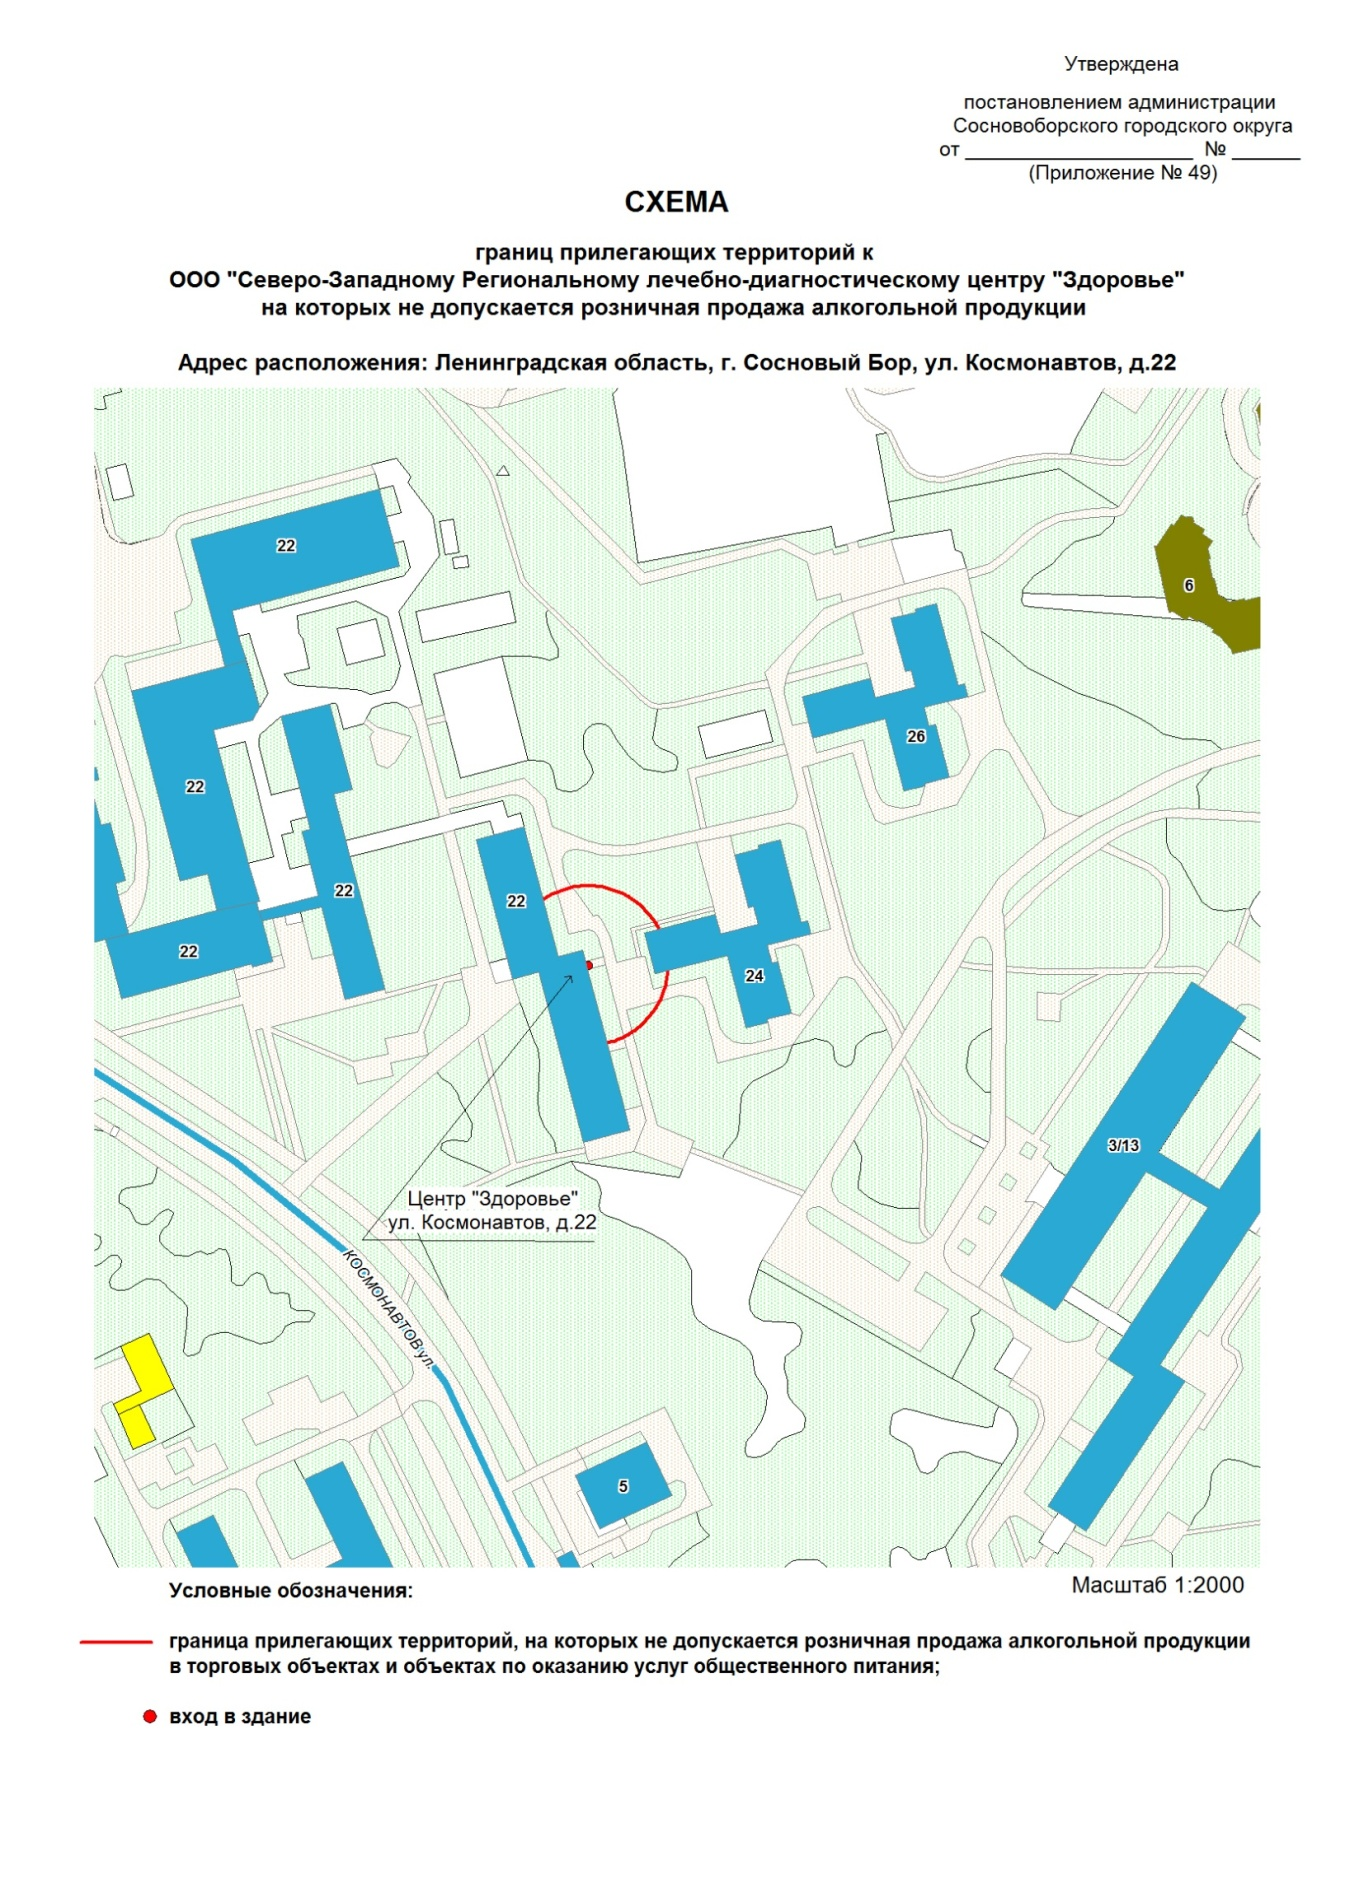 Утверждена
постановлением администрации
Сосновоборского городского округа
от ____________________ № ______
(Приложение № 49)
СХЕМА
границ прилегающих территорий к
ООО "Северо-Западному Региональному лечебно-диагностическому центру "Здоровье"
на которых не допускается розничная продажа алкогольной продукции
Адрес расположения: Ленинградская область, г. Сосновый Бор, ул. Космонавтов, д.22
22
6
26
22
22
22
22
24
3/13
Центр "Здоровье"
ул. Космонавтов, д.22
КОСМОНАВТОВ ул.
5
Условные обозначения:
Масштаб 1:2000
граница прилегающих территорий, на которых не допускается розничная продажа алкогольной продукции
в торговых объектах и объектах по оказанию услуг общественного питания;
вход в здание